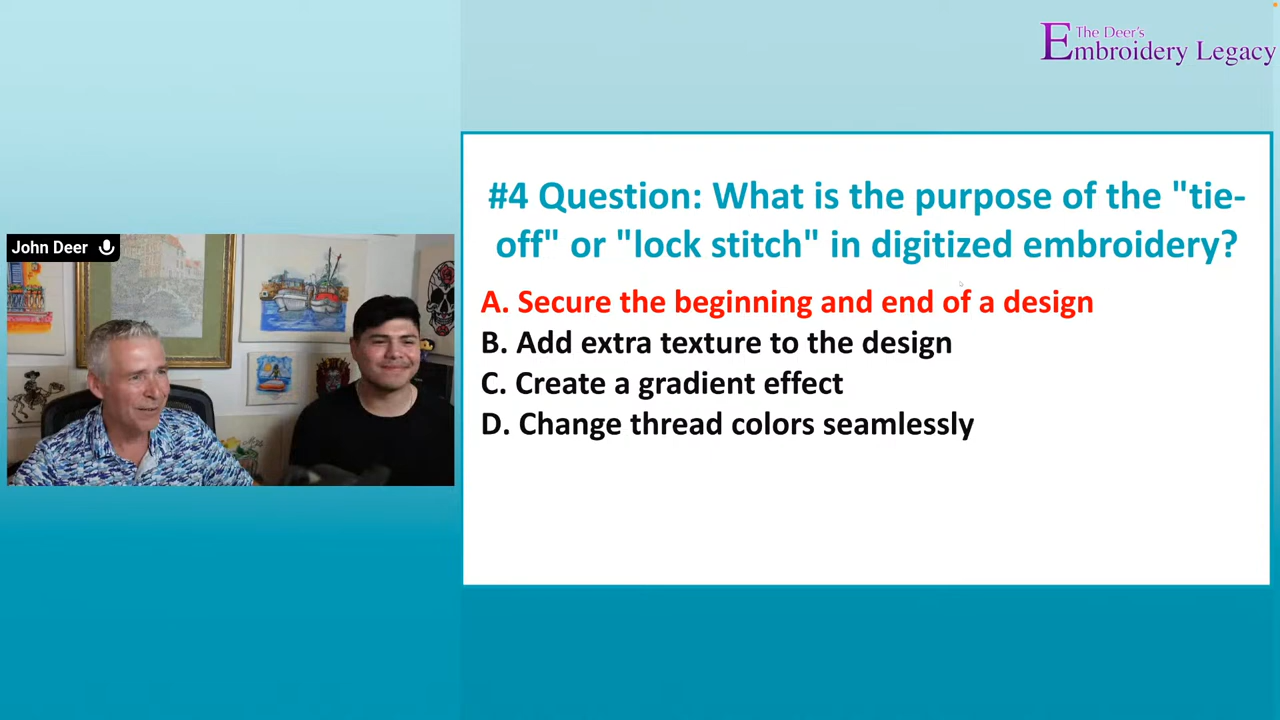 The Deer's
Embroidery Legacy
John Deer
#4 Question: What is the purpose of the "tie-
off" or "lock stitch" in digitized embroidery?
A. Secure the beginning and end of a design
B. Add extra texture to the design
C. Create a gradient effect
D. Change thread colors seamlessly